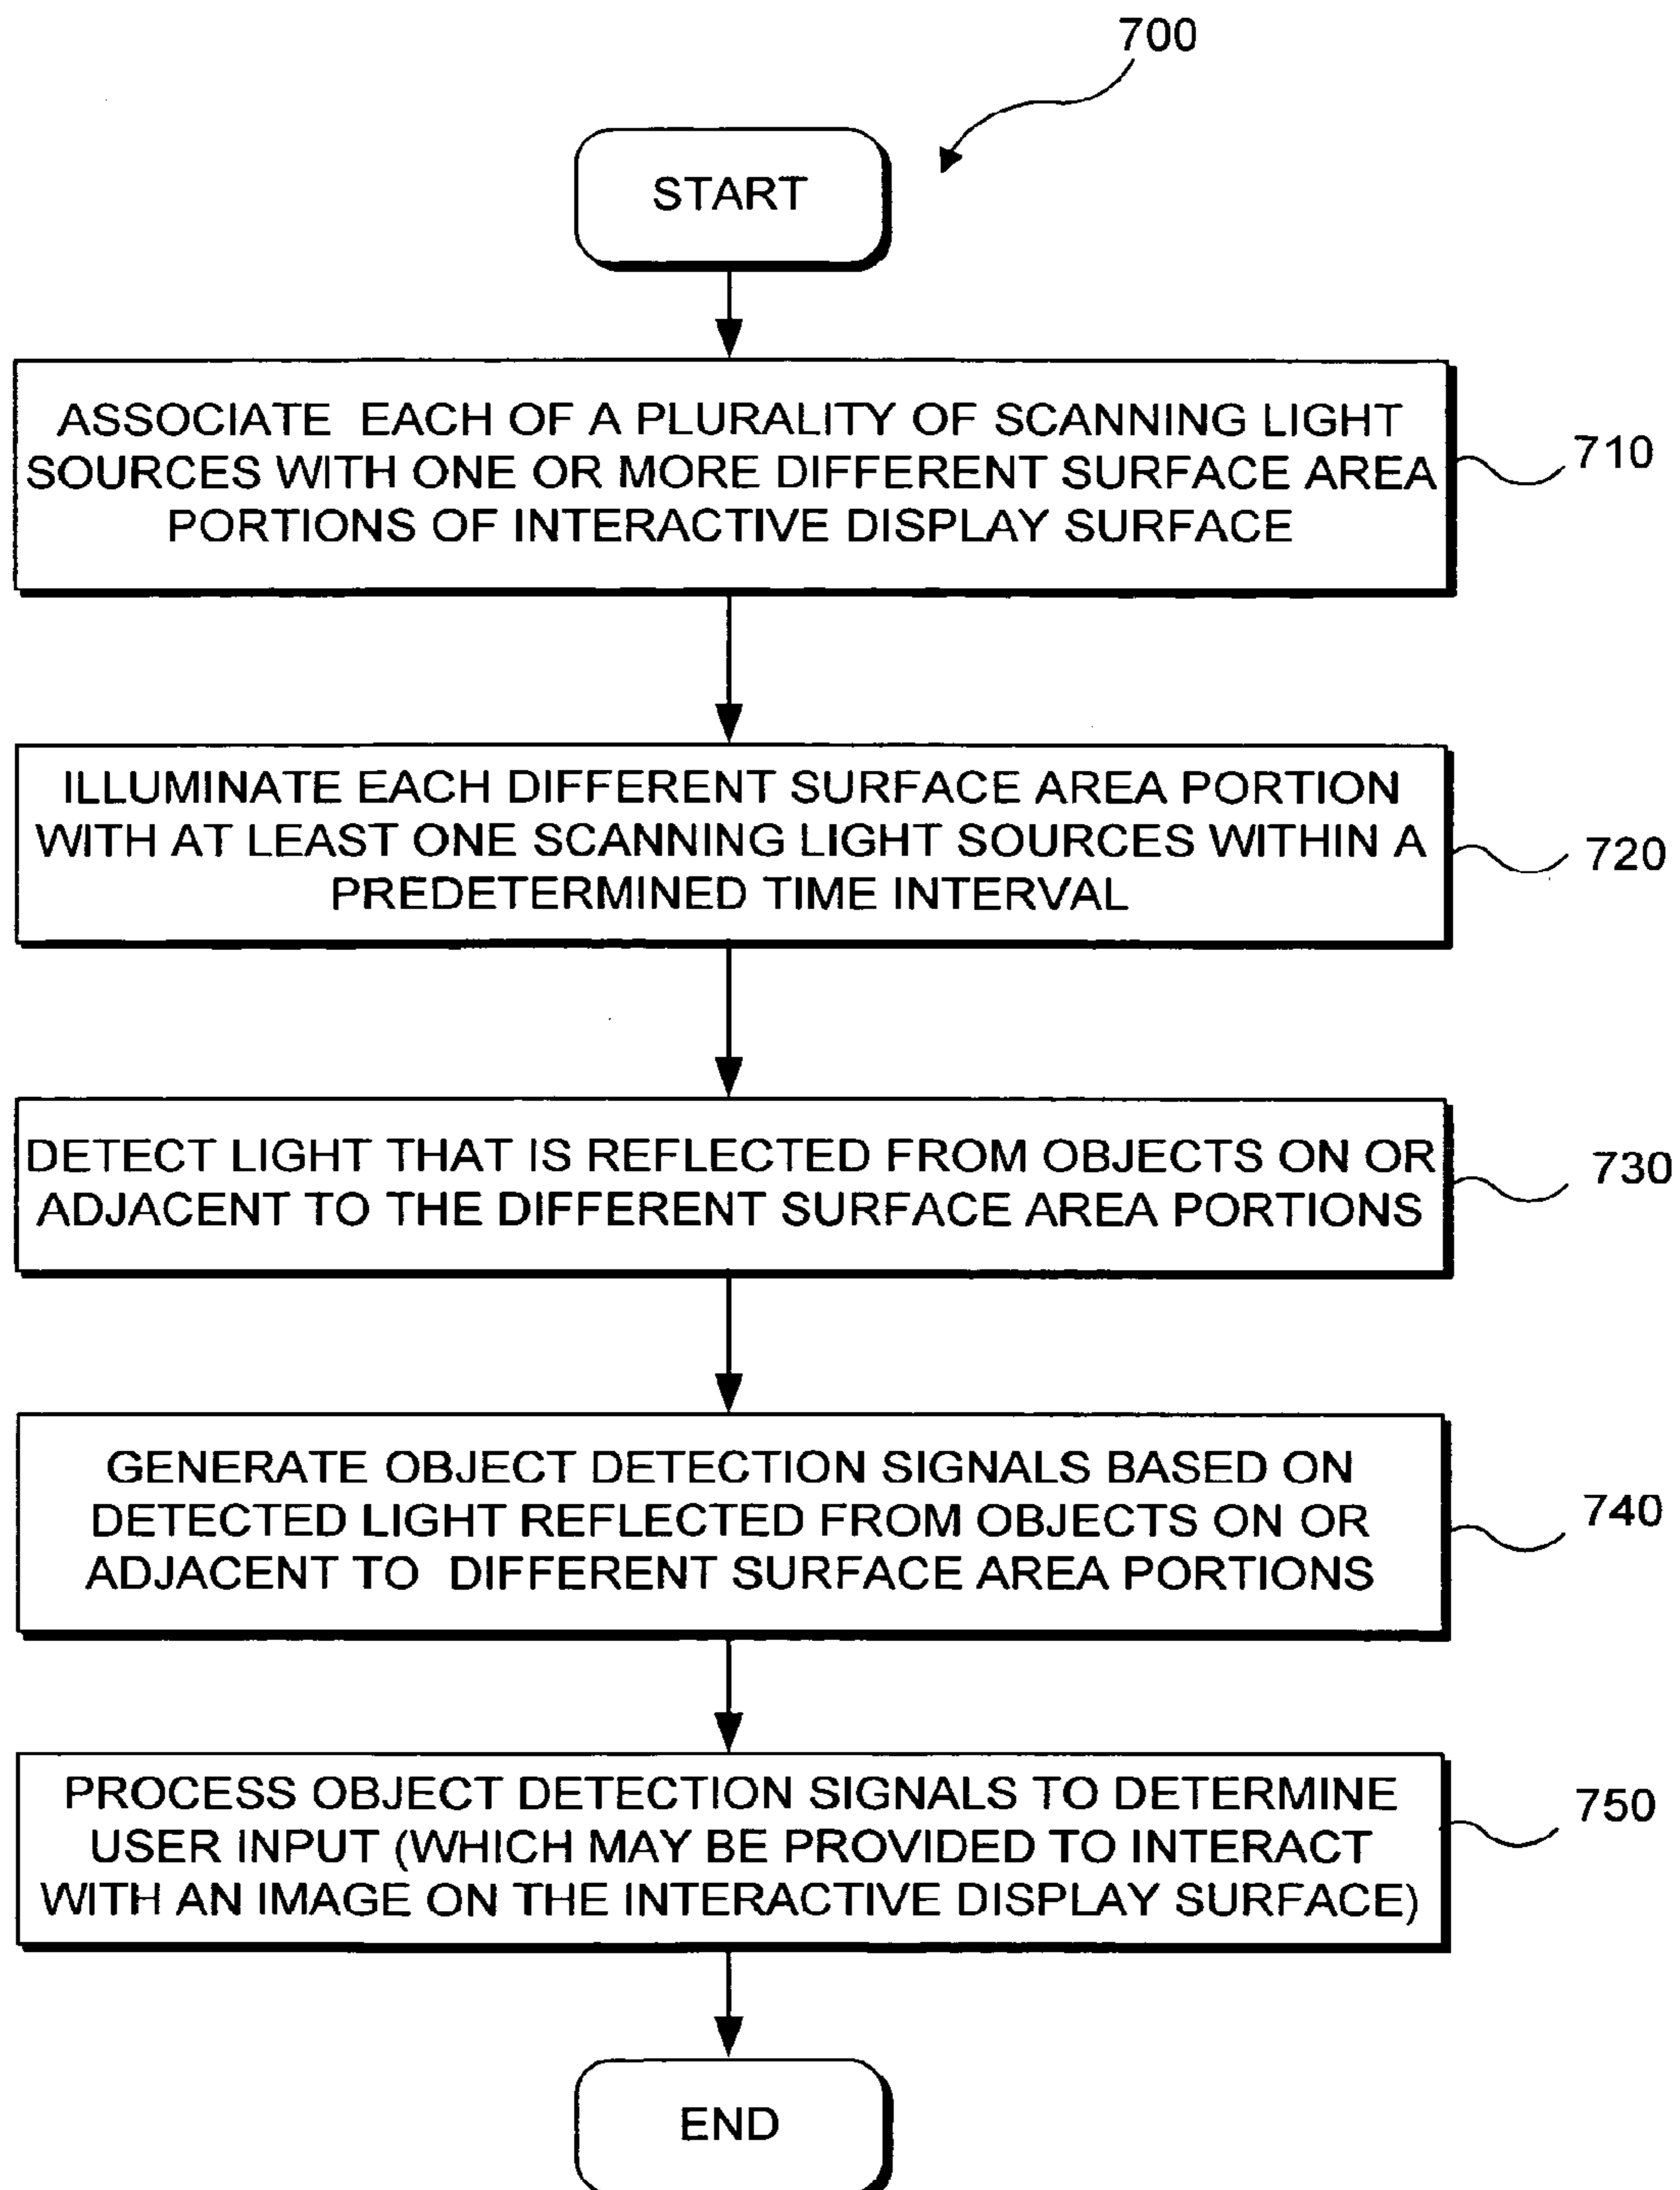 700
START
ASSOCIATE EACH OF A PLURALITY OF SCANNING LIGHT
SOURCES WITH ONE OR MORE DIFFERENT SURFACE AREA
PORTIONS OF INTERACTIVE DISPLAY SURFACE
710
ILLUMINATE EACH DIFFERENT SURFACE AREA PORTION
WITH AT LEAST ONE SCANNING LIGHT SOURCES WITHIN A
PREDETERMINED TIME INTERVAL
720
DETECT LIGHT THAT IS REFLECTED FROM OBJECTS ON OR
ADJACENT TO THE DIFFERENT SURFACE AREA PORTIONS
730
GENERATE OBJECT DETECTION SIGNALS BASED ON
DETECTED LIGHT REFLECTED FROM OBJECTS ON OR
ADJACENT TO DIFFERENT SURFACE AREA PORTIONS
740
PROCESS OBJECT DETECTION SIGNALS TO DETERMINE
USER INPUT (WHICH MAY BE PROVIDED TO INTERACT
WITH AN IMAGE ON THE INTERACTIVE DISPLAY SURFACE)
750
END